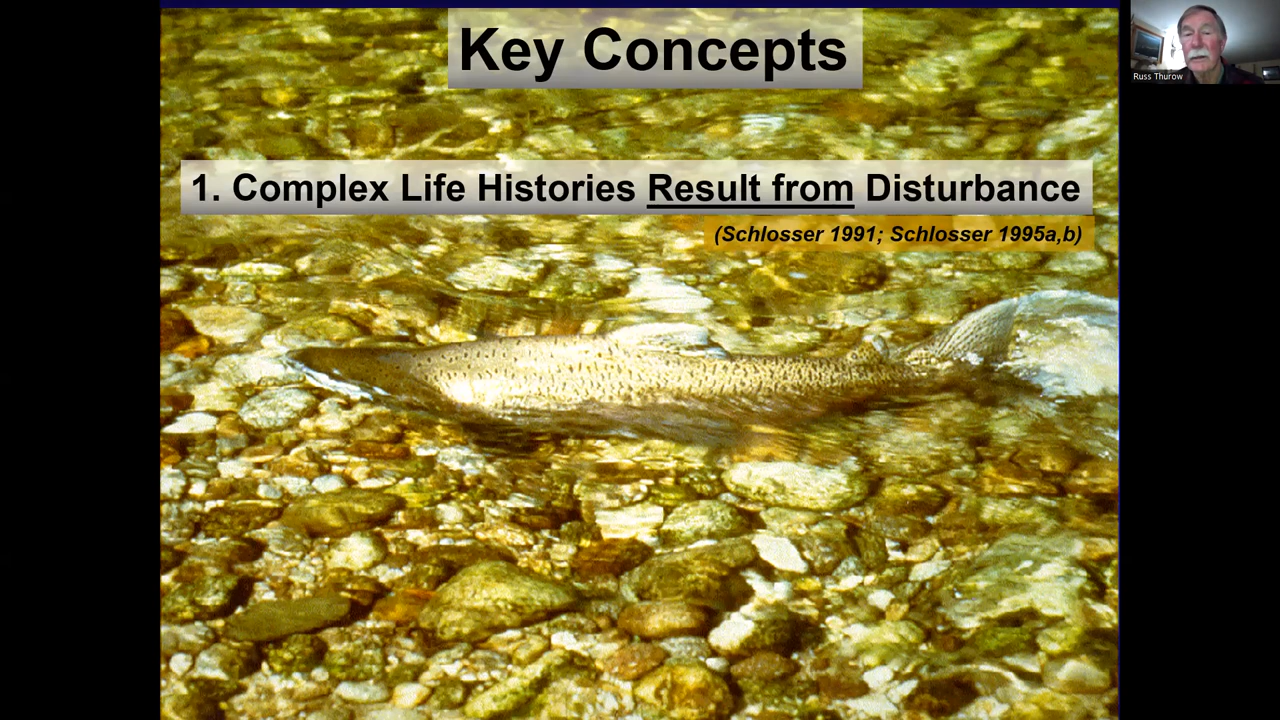 Key Concepts
1. Complex Life Histories Result from Disturbance
(Schlosser 1991; Schlosser 1995a,b)
Russ Thurow